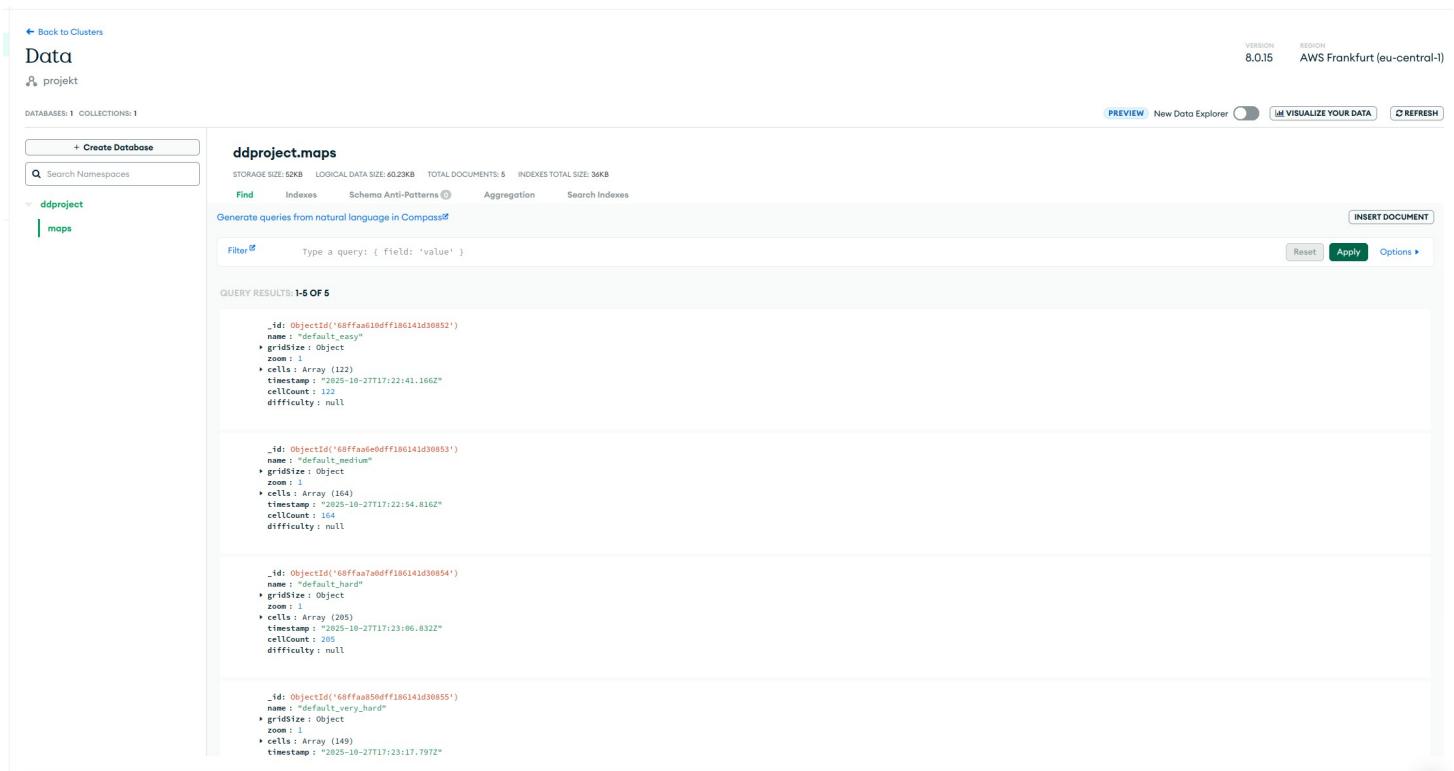 ← Back to Clusters
Data
projekt
VERSION REGION
8.0.15 AWS Frankfurt (eu-central-1)
DATABASES: 1 COLLECTIONS: 1
PREVIEW New Data Explorer VISUALIZE YOUR DATA REFRESH
+ Create Database
Search Namespaces
ddproject
maps
ddproject.maps
STORAGE SIZE: 52KB LOGICAL DATA SIZE: 60.23KB TOTAL DOCUMENTS: 5 INDEXES TOTAL SIZE: 36KB
Find Indexes Schema Anti-Patterns 0 Aggregation Search Indexes
Generate queries from natural language in Compass
INSERT DOCUMENT
Filter Type a query: { field: 'value' } Reset Apply Options
QUERY RESULTS: 1-5 OF 5
_id: ObjectId('68ffaa610dff186141d30852')
name : "default_easy"
gridSize : Object
zoom : 1
cells : Array (122)
timestamp : "2025-10-27T17:22:41.166Z"
cellCount : 122
difficulty : null
_id: ObjectId('68ffaa6e0dff186141d30853')
name : "default_medium"
gridSize : Object
zoom : 1
cells : Array (164)
timestamp : "2025-10-27T17:22:54.816Z"
cellCount : 164
difficulty : null
_id: ObjectId('68ffaa7a0dff186141d30854')
name : "default_hard"
gridSize : Object
zoom : 1
cells : Array (205)
timestamp : "2025-10-27T17:23:06.832Z"
cellCount : 205
difficulty : null
_id: ObjectId('68ffaa850dff186141d30855')
name : "default_very_hard"
gridSize : Object
zoom : 1
cells : Array (149)
timestamp : "2025-10-27T17:23:17.797Z"